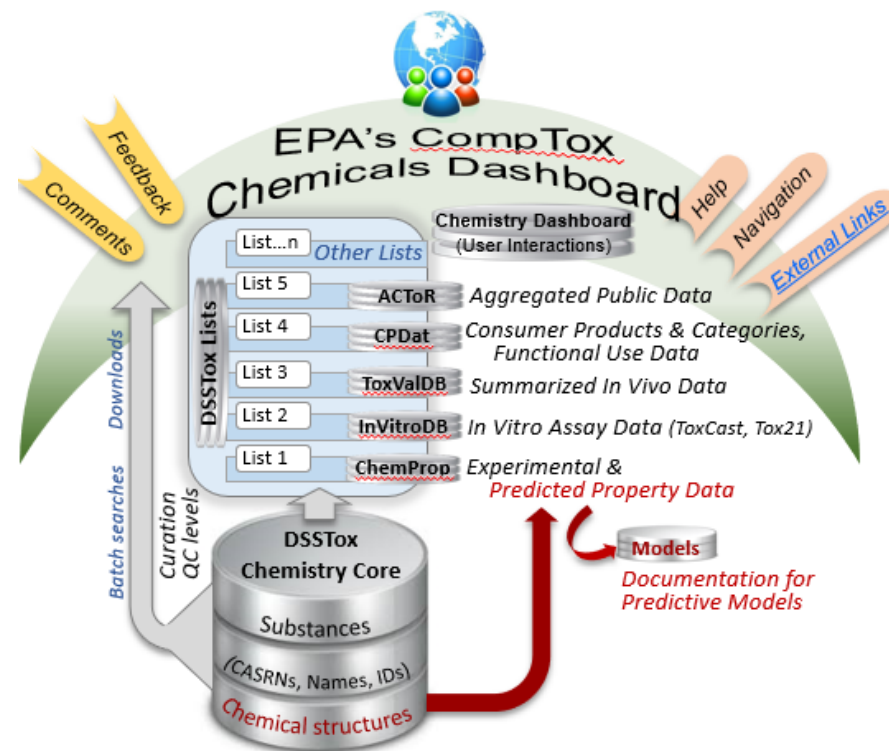 EPA's CompTox
Chemicals Dashboard
Comments
Feedback
Help
Navigation
External Links
Chemistry Dashboard
(User Interactions)
List...n
Other Lists
DSSTox Lists
List 5
ACToR
Aggregated Public Data
List 4
CPDat
Consumer Products & Categories,
Functional Use Data
List 3
ToxValDB
Summarized In Vivo Data
List 2
InVitroDB
In Vitro Assay Data (ToxCast, Tox21)
List 1
ChemProp
Experimental &
Predicted Property Data
Models
Documentation for
Predictive Models
Downloads
Batch searches
Curation
QC levels
DSSTox
Chemistry Core
Substances
(CASRNs, Names, IDs)
Chemical structures